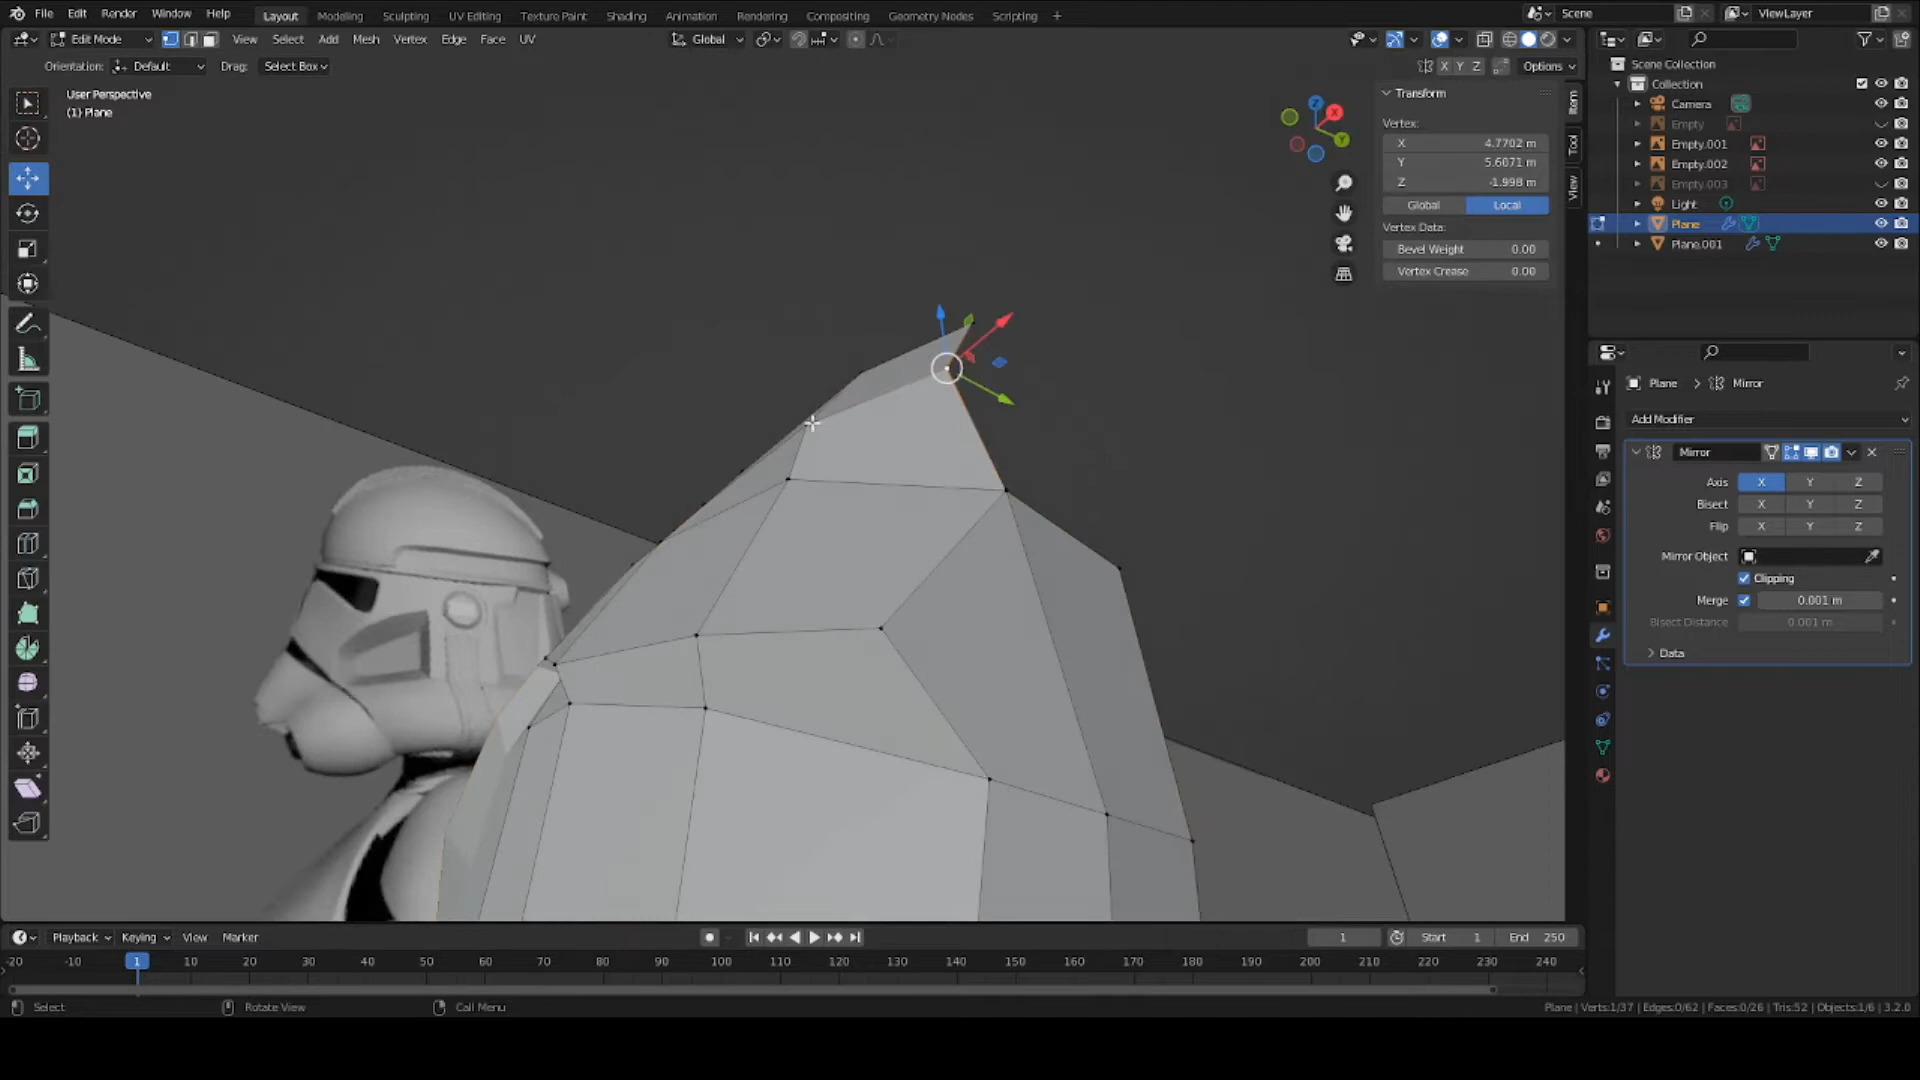 File Edit Render Window Help Layout Modeling Sculpting UV Editing Texture Paint Shading Animation Rendering Compositing Geometry Nodes Scripting + Scene ViewLayer
Edit Mode View Select Add Mesh Vertex Edge Face UV Global
Orientation: Default Drag: Select Box X Y Z Options
User Perspective
(1) Plane
Transform
Vertex:
X 4.7702 m
Y 5.6071 m
Z -1.998 m
Global Local
Vertex Data:
Bevel Weight 0.00
Vertex Crease 0.00
Item
Tool
View
Z
X
Y
Scene Collection
Collection
Camera
Empty
Empty.001
Empty.002
Empty.003
Light
Plane
Plane.001
Plane > Mirror
Add Modifier
Mirror
Axis X Y Z
Bisect X Y Z
Flip X Y Z
Mirror Object
Clipping
Merge 0.001 m
Bisect Distance 0.001 m
Data
Playback Keying View Marker 1 Start 1 End 250
-20 -10 1 10 20 30 40 50 60 70 80 90 100 110 120 130 140 150 160 170 180 190 200 210 220 230 240
Select Rotate View Call Menu Plane | Verts:1/37 | Edges:0/62 | Faces:0/26 | Tris:52 | Objects:1/6 | 3.2.0